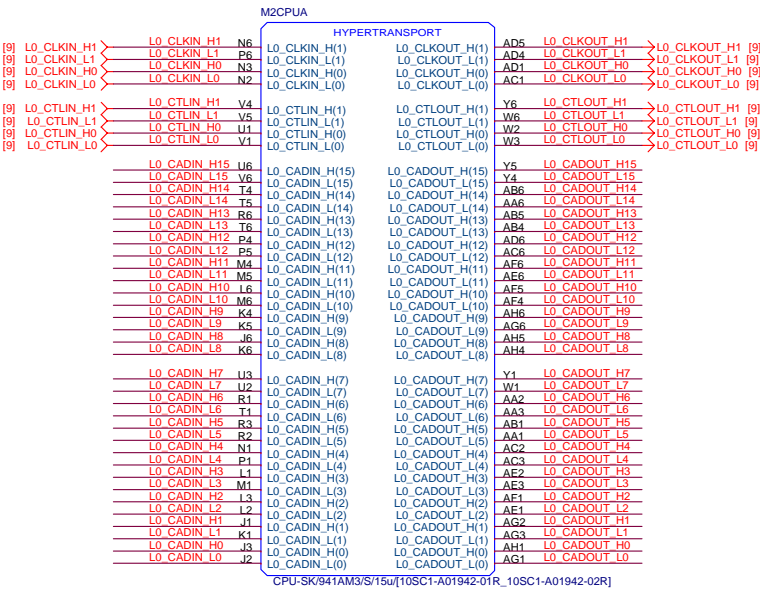 M2CPUA
HYPERTRANSPORT
[9] L0_CLKIN_H1 L0_CLKIN_H1 N6 L0_CLKIN_H(1) L0_CLKOUT_H(1) AD5 L0_CLKOUT_H1 L0_CLKOUT_H1 [9]
[9] L0_CLKIN_L1 L0_CLKIN_L1 P6 L0_CLKIN_L(1) L0_CLKOUT_L(1) AD4 L0_CLKOUT_L1 L0_CLKOUT_L1 [9]
[9] L0_CLKIN_H0 L0_CLKIN_H0 N3 L0_CLKIN_H(0) L0_CLKOUT_H(0) AD1 L0_CLKOUT_H0 L0_CLKOUT_H0 [9]
[9] L0_CLKIN_L0 L0_CLKIN_L0 N2 L0_CLKIN_L(0) L0_CLKOUT_L(0) AC1 L0_CLKOUT_L0 L0_CLKOUT_L0 [9]
[9] L0_CTLIN_H1 L0_CTLIN_H1 V4 L0_CTLIN_H(1) L0_CTLOUT_H(1) Y6 L0_CTLOUT_H1 L0_CTLOUT_H1 [9]
[9] L0_CTLIN_L1 L0_CTLIN_L1 V5 L0_CTLIN_L(1) L0_CTLOUT_L(1) W6 L0_CTLOUT_L1 L0_CTLOUT_L1 [9]
[9] L0_CTLIN_H0 L0_CTLIN_H0 U1 L0_CTLIN_H(0) L0_CTLOUT_H(0) W2 L0_CTLOUT_H0 L0_CTLOUT_H0 [9]
[9] L0_CTLIN_L0 L0_CTLIN_L0 V1 L0_CTLIN_L(0) L0_CTLOUT_L(0) W3 L0_CTLOUT_L0 L0_CTLOUT_L0 [9]
L0_CADIN_H15 U6 L0_CADIN_H(15) L0_CADOUT_H(15) Y5 L0_CADOUT_H15
L0_CADIN_L15 V6 L0_CADIN_L(15) L0_CADOUT_L(15) Y4 L0_CADOUT_L15
L0_CADIN_H14 T4 L0_CADIN_H(14) L0_CADOUT_H(14) AB6 L0_CADOUT_H14
L0_CADIN_L14 T5 L0_CADIN_L(14) L0_CADOUT_L(14) AA6 L0_CADOUT_L14
L0_CADIN_H13 R6 L0_CADIN_H(13) L0_CADOUT_H(13) AB5 L0_CADOUT_H13
L0_CADIN_L13 T6 L0_CADIN_L(13) L0_CADOUT_L(13) AB4 L0_CADOUT_L13
L0_CADIN_H12 P4 L0_CADIN_H(12) L0_CADOUT_H(12) AD6 L0_CADOUT_H12
L0_CADIN_L12 P5 L0_CADIN_L(12) L0_CADOUT_L(12) AC6 L0_CADOUT_L12
L0_CADIN_H11 M4 L0_CADIN_H(11) L0_CADOUT_H(11) AF6 L0_CADOUT_H11
L0_CADIN_L11 M5 L0_CADIN_L(11) L0_CADOUT_L(11) AE6 L0_CADOUT_L11
L0_CADIN_H10 L6 L0_CADIN_H(10) L0_CADOUT_H(10) AF5 L0_CADOUT_H10
L0_CADIN_L10 M6 L0_CADIN_L(10) L0_CADOUT_L(10) AF4 L0_CADOUT_L10
L0_CADIN_H9 K4 L0_CADIN_H(9) L0_CADOUT_H(9) AH6 L0_CADOUT_H9
L0_CADIN_L9 K5 L0_CADIN_L(9) L0_CADOUT_L(9) AG6 L0_CADOUT_L9
L0_CADIN_H8 J6 L0_CADIN_H(8) L0_CADOUT_H(8) AH5 L0_CADOUT_H8
L0_CADIN_L8 K6 L0_CADIN_L(8) L0_CADOUT_L(8) AH4 L0_CADOUT_L8
L0_CADIN_H7 U3 L0_CADIN_H(7) L0_CADOUT_H(7) Y1 L0_CADOUT_H7
L0_CADIN_L7 U2 L0_CADIN_L(7) L0_CADOUT_L(7) W1 L0_CADOUT_L7
L0_CADIN_H6 R1 L0_CADIN_H(6) L0_CADOUT_H(6) AA2 L0_CADOUT_H6
L0_CADIN_L6 T1 L0_CADIN_L(6) L0_CADOUT_L(6) AA3 L0_CADOUT_L6
L0_CADIN_H5 R3 L0_CADIN_H(5) L0_CADOUT_H(5) AB1 L0_CADOUT_H5
L0_CADIN_L5 R2 L0_CADIN_L(5) L0_CADOUT_L(5) AA1 L0_CADOUT_L5
L0_CADIN_H4 N1 L0_CADIN_H(4) L0_CADOUT_H(4) AC2 L0_CADOUT_H4
L0_CADIN_L4 P1 L0_CADIN_L(4) L0_CADOUT_L(4) AC3 L0_CADOUT_L4
L0_CADIN_H3 L1 L0_CADIN_H(3) L0_CADOUT_H(3) AE2 L0_CADOUT_H3
L0_CADIN_L3 M1 L0_CADIN_L(3) L0_CADOUT_L(3) AE3 L0_CADOUT_L3
L0_CADIN_H2 L3 L0_CADIN_H(2) L0_CADOUT_H(2) AF1 L0_CADOUT_H2
L0_CADIN_L2 L2 L0_CADIN_L(2) L0_CADOUT_L(2) AE1 L0_CADOUT_L2
L0_CADIN_H1 J1 L0_CADIN_H(1) L0_CADOUT_H(1) AG2 L0_CADOUT_H1
L0_CADIN_L1 K1 L0_CADIN_L(1) L0_CADOUT_L(1) AG3 L0_CADOUT_L1
L0_CADIN_H0 J3 L0_CADIN_H(0) L0_CADOUT_H(0) AH1 L0_CADOUT_H0
L0_CADIN_L0 J2 L0_CADIN_L(0) L0_CADOUT_L(0) AG1 L0_CADOUT_L0
CPU-SK/941AM3/S/15u/[10SC1-A01942-01R_10SC1-A01942-02R]